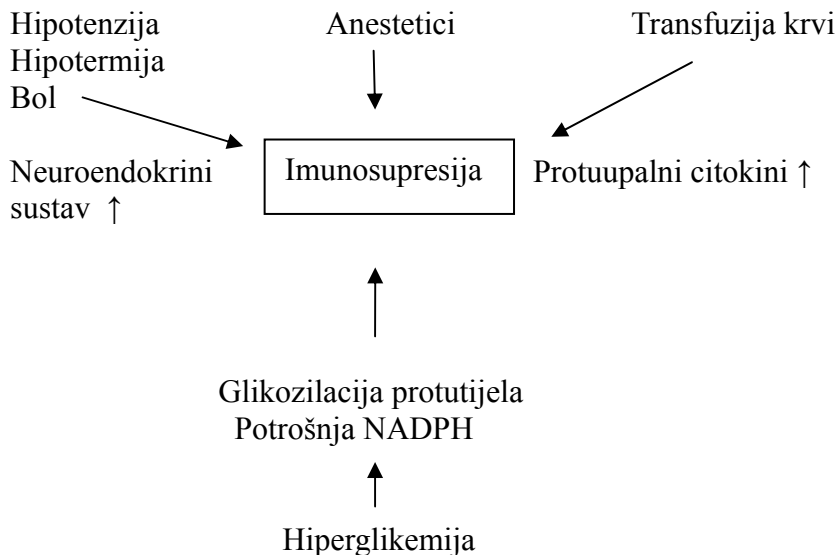 Hipotenzija
Hipotermija
Bol
Anestetici
Transfuzija krvi
Neuroendokrini
sustav ↑
Imunosupresija
Protuupalni citokini ↑
Glikozilacija protutijela
Potrošnja NADPH
Hiperglikemija